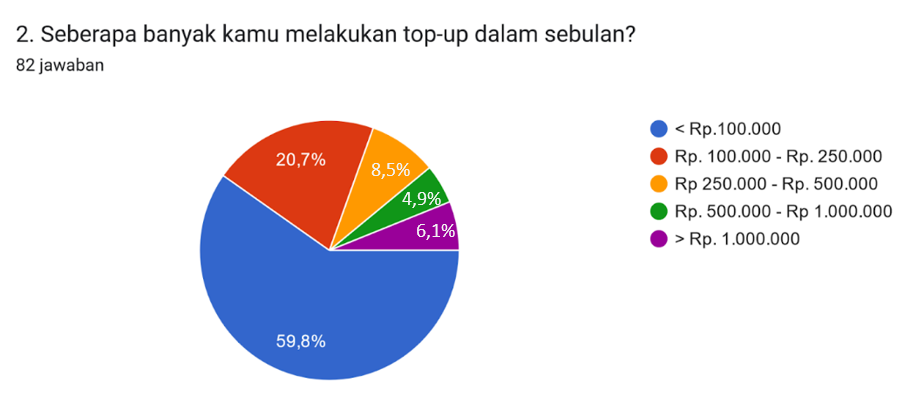 2. Seberapa banyak kamu melakukan top-up dalam sebulan?
82 jawaban
20,7%
8,5%
4,9%
6,1%
59,8%
< Rp.100.000
Rp. 100.000 - Rp. 250.000
Rp 250.000 - Rp. 500.000
Rp. 500.000 - Rp 1.000.000
> Rp. 1.000.000